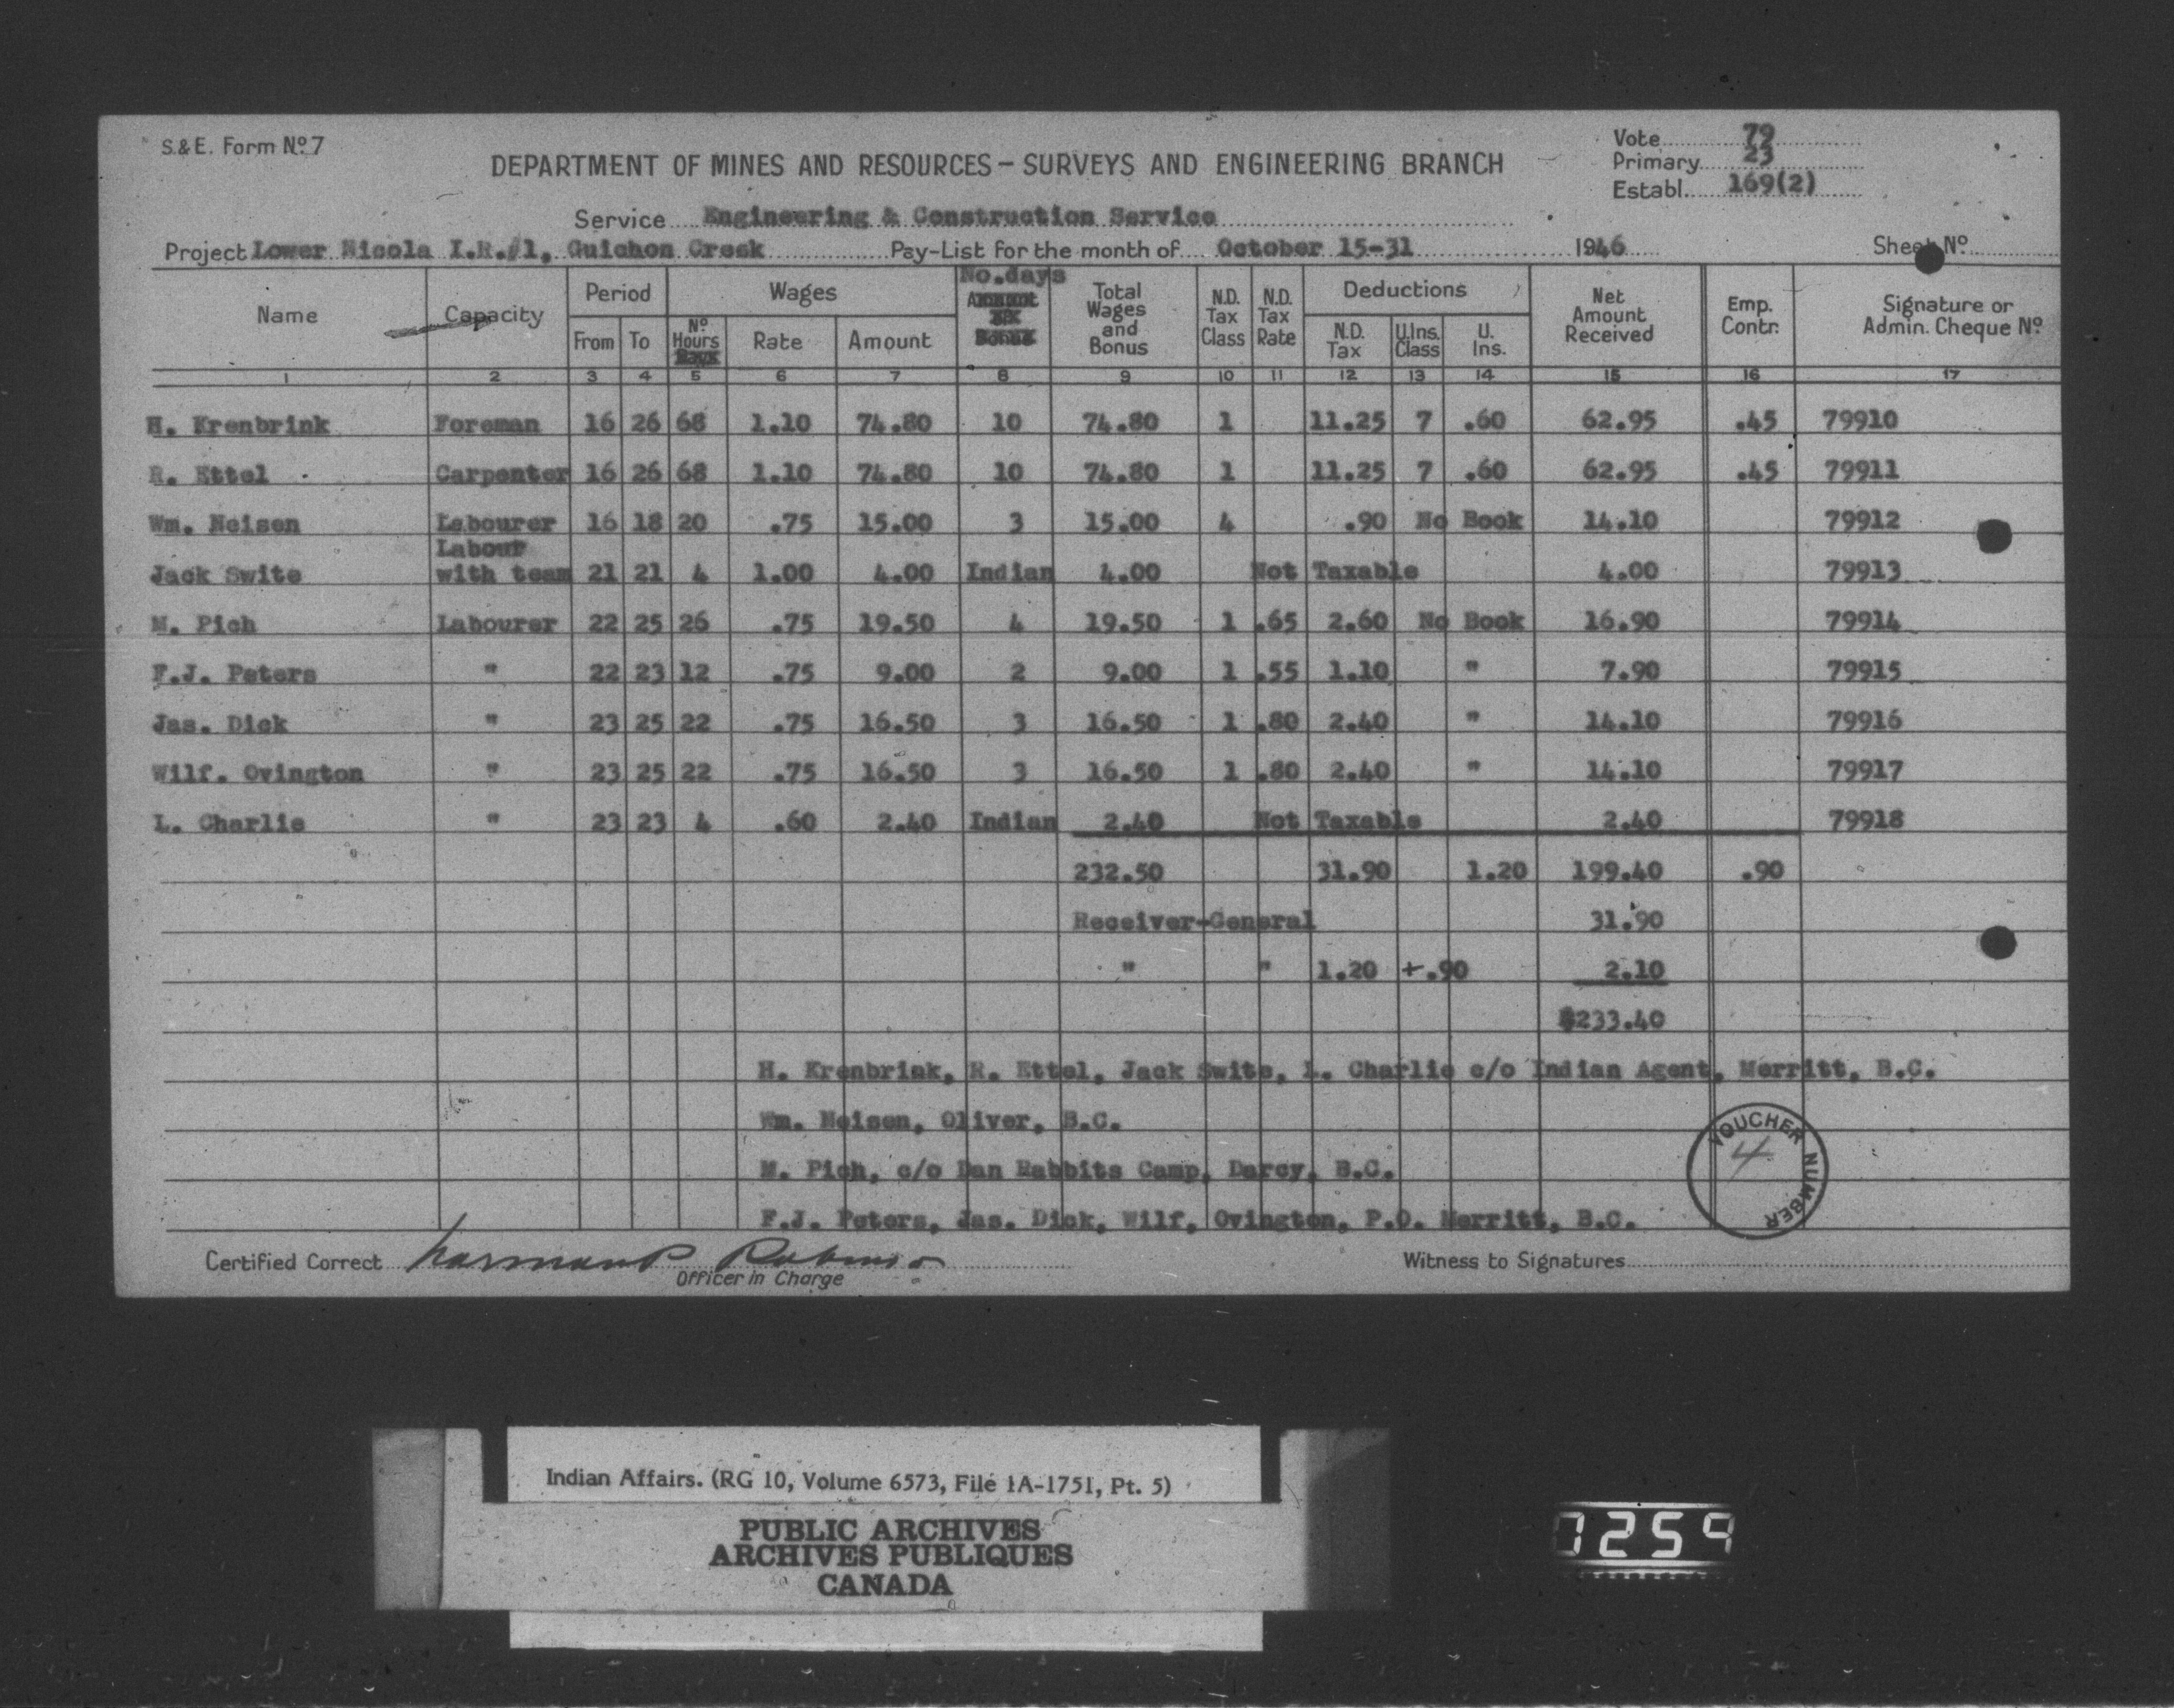 S.&E. Form Nº 7
Vote 79
DEPARTMENT OF MINES AND RESOURCES – SURVEYS AND ENGINEERING BRANCH
Primary 23
Establ. 169(2)
Service Engineering & Construction Service
Project Lower Nicola I.R.#1, Guichon Creek Pay-List for the month of October 15-31 1946 Sheet Nº
Name Capacity Period Wages No.days Amount Bonus Total Wages and Bonus N.D. Tax Class N.D. Tax Rate Deductions Net Amount Received Emp. Contr. Signature or Admin. Cheque Nº
From To Nº Hours Days Rate Amount N.D. Tax U.Ins. Class U. Ins.
1 2 3 4 5 6 7 8 9 10 11 12 13 14 15 16 17
H. Krenbrink Foreman 16 26 68 1.10 74.80 10 74.80 1 11.25 7 .60 62.95 .45 79910
R. Ettel Carpenter 16 26 68 1.10 74.80 10 74.80 1 11.25 7 .60 62.95 .45 79911
Wm. Neisen Labourer 16 18 20 .75 15.00 3 15.00 4 .90 No Book 14.10 79912
Labour
Jack Swite with team 21 21 4 1.00 4.00 Indian 4.00 Not Taxable 4.00 79913
M. Pich Labourer 22 25 26 .75 19.50 4 19.50 1 .65 2.60 No Book 16.90 79914
F.J. Peters " 22 23 12 .75 9.00 2 9.00 1 .55 1.10 " 7.90 79915
Jas. Dick " 23 25 22 .75 16.50 3 16.50 1 .80 2.40 " 14.10 79916
Wilf. Ovington " 23 25 22 .75 16.50 3 16.50 1 .80 2.40 " 14.10 79917
L. Charlie " 23 23 4 .60 2.40 Indian 2.40 Not Taxable 2.40 79918
232.50 31.90 1.20 199.40 .90
Receiver-General 31.90
" " 1.20 + .90 2.10
$233.40
H. Krenbrink, R. Ettel, Jack Swite, L. Charlie c/o Indian Agent, Merritt, B.C.
Wm. Neisen, Oliver, B.C.
M. Pich, c/o Dan Rabbits Camp, Darcy, B.C.
F.J. Peters, Jas. Dick, Wilf, Ovington, P.O. Merritt, B.C.
VOUCHER NUMBER 4
Certified Correct Witness to Signatures
Officer in Charge
Indian Affairs. (RG 10, Volume 6573, File 1A-1751, Pt. 5)
PUBLIC ARCHIVES
ARCHIVES PUBLIQUES
CANADA
0259